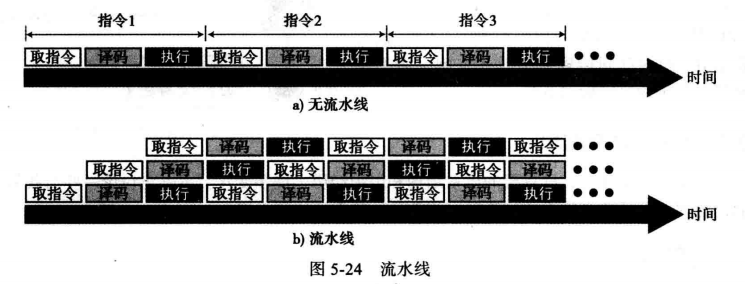 指令1 指令2 指令3
取指令 译码 执行 取指令 译码 执行 取指令 译码 执行 •••
时间
a) 无流水线
取指令 译码 执行 取指令 译码 执行 取指令 •••
取指令 译码 执行 取指令 译码 执行 取指令 译码 •••
取指令 译码 执行 取指令 译码 执行 取指令 译码 执行 •••
时间
b) 流水线
图 5-24 流水线